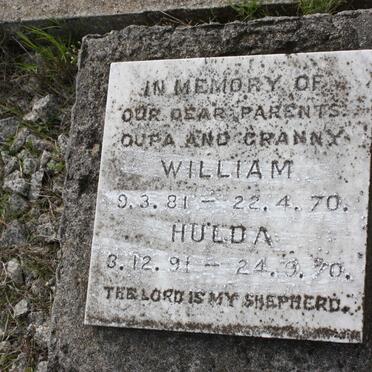 IN MEMORY OF
OUR DEAR PARENTS
OUPA AND GRANNY
WILLIAM
9.3.81 – 22.4.70.
HULDA
8.12.91 – 24.9.70.
THE LORD IS MY SHEPHERD.